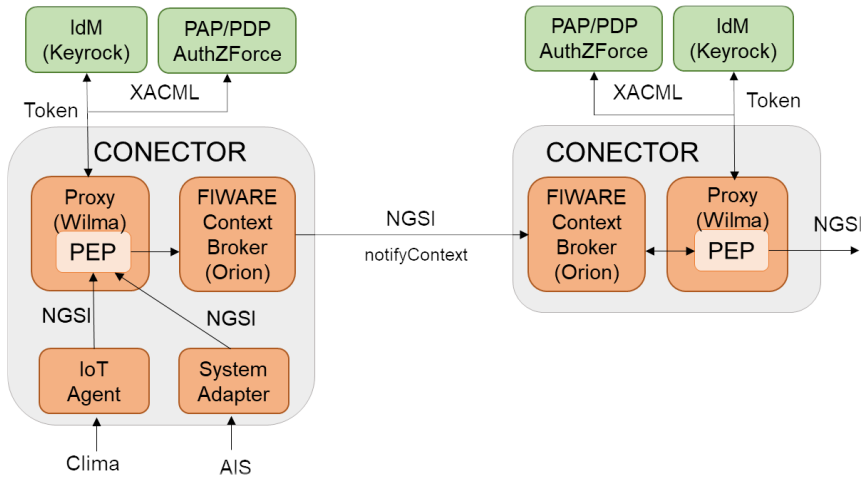 IdM
(Keyrock)
PAP/PDP
AuthZForce
PAP/PDP
AuthZForce
IdM
(Keyrock)
XACML
Token
XACML
Token
CONECTOR
Proxy
(Wilma)
PEP
FIWARE
Context
Broker
(Orion)
NGSI
NGSI
IoT
Agent
System
Adapter
Clima
AIS
NGSI
notifyContext
CONECTOR
FIWARE
Context
Broker
(Orion)
Proxy
(Wilma)
PEP
NGSI